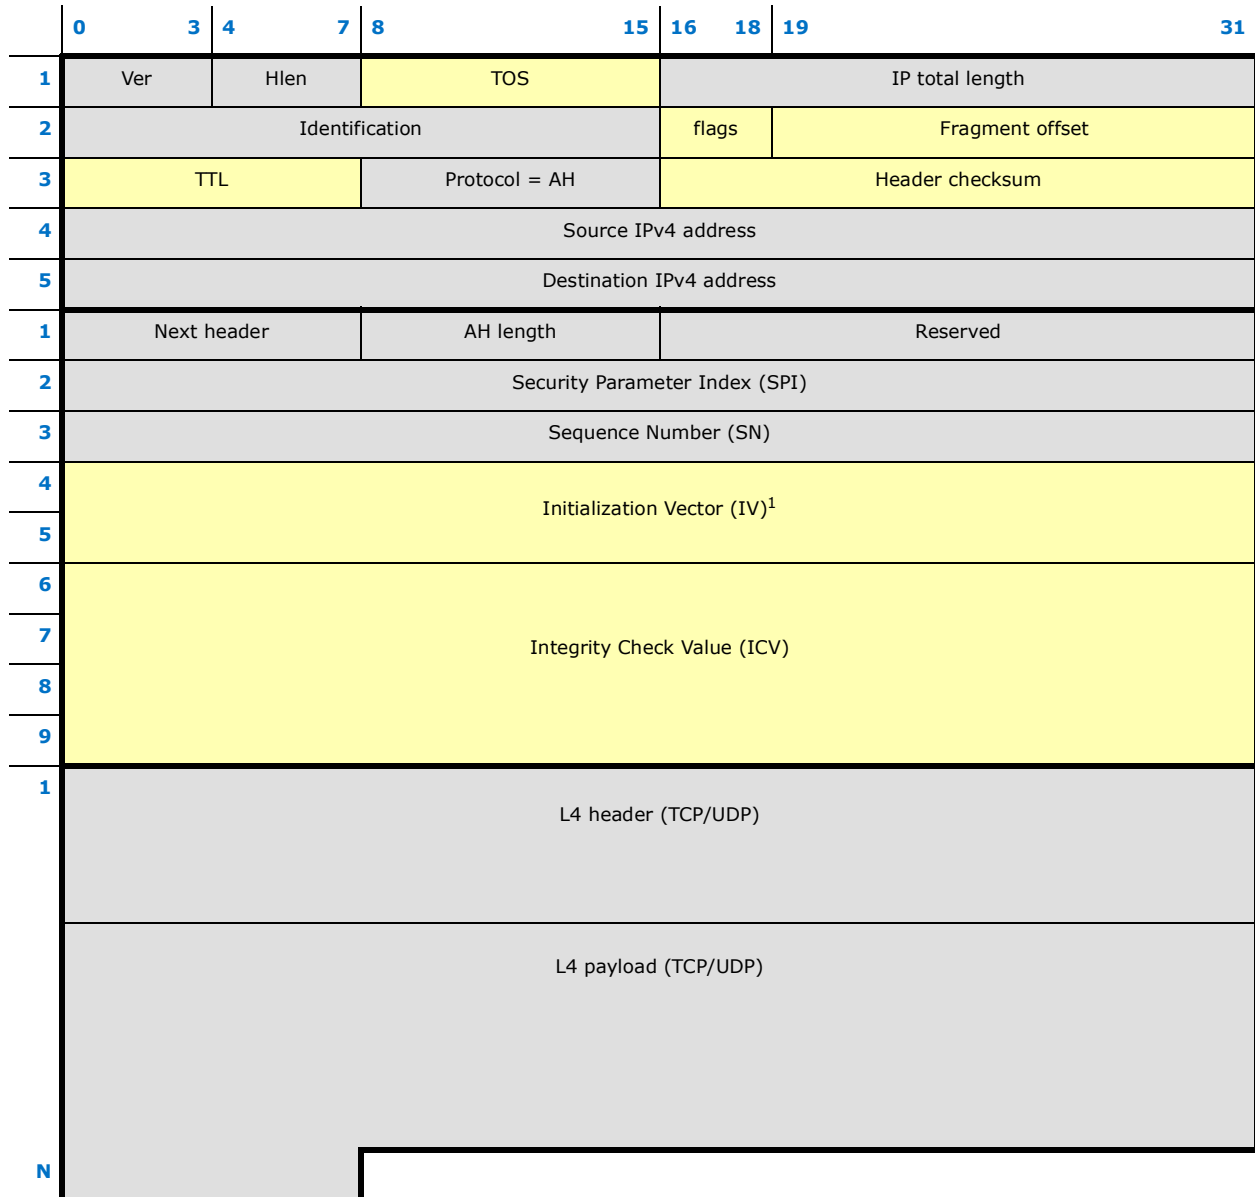 0 3 4 7 8 15 16 18 19 31
1 Ver Hlen TOS IP total length
2 Identification flags Fragment offset
3 TTL Protocol = AH Header checksum
4 Source IPv4 address
5 Destination IPv4 address
1 Next header AH length Reserved
2 Security Parameter Index (SPI)
3 Sequence Number (SN)
4
Initialization Vector (IV)1
5
6
7
Integrity Check Value (ICV)
8
9
1
L4 header (TCP/UDP)
L4 payload (TCP/UDP)
N